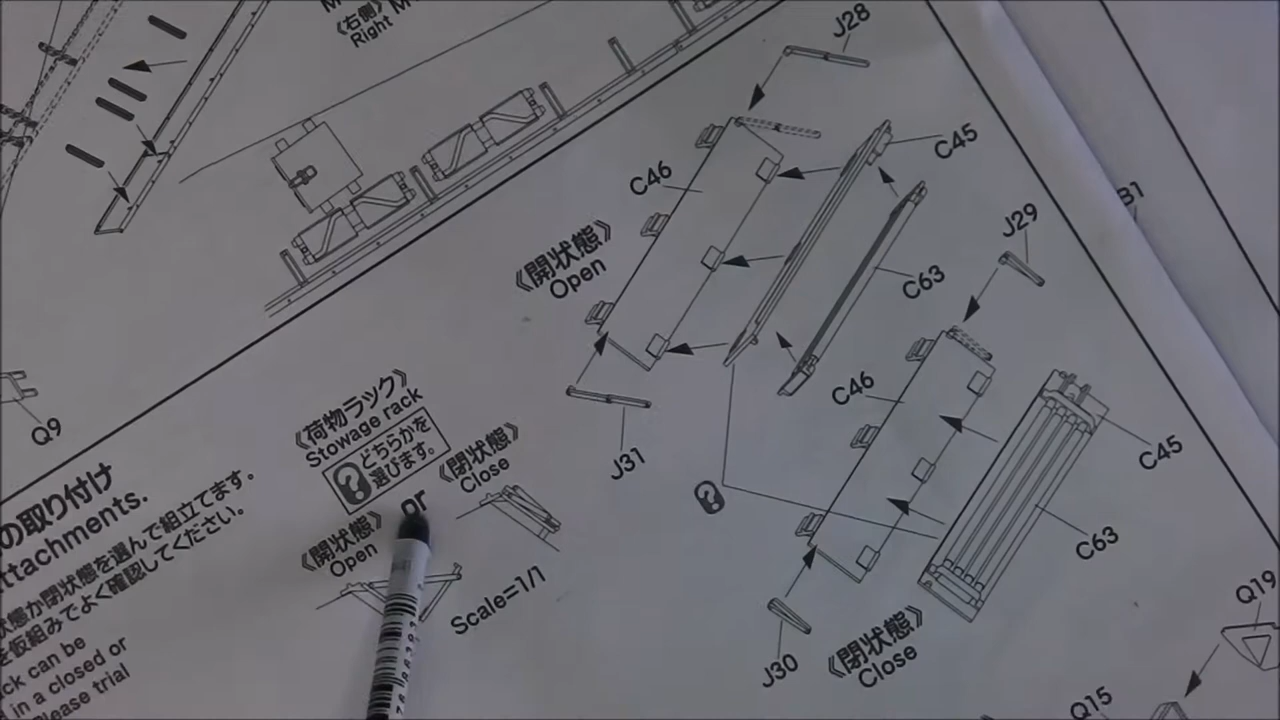 《右側》
Right
J28
C45
C46
《開状態》
Open
J29
C63
B1
Q9
《荷物ラック》
Stowage rack
どちらかを
選びます。
《閉状態》
Close
or
《開状態》
Open
Scale=1/1
J31
C46
C45
C63
J30
《閉状態》
Close
Q19
Q15
の取り付け
ttachments.
状態か閉状態を選んで組立てます。
を仮組みでよく確認してください。
ck can be
in a closed or
Please trial